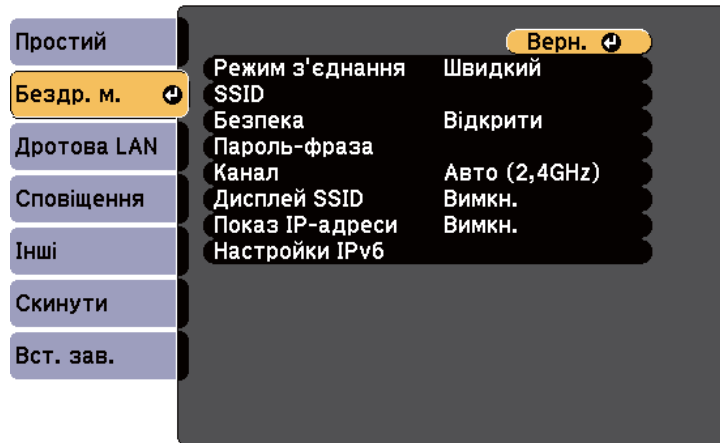 Простий
Бездр. м.
Дротова LAN
Сповіщення
Інші
Скинути
Вст. зав.
Верн.
Режим з'єднання Швидкий
SSID
Безпека Відкрити
Пароль-фраза
Канал Авто (2,4GHz)
Дисплей SSID Вимкн.
Показ IP-адреси Вимкн.
Настройки IPv6